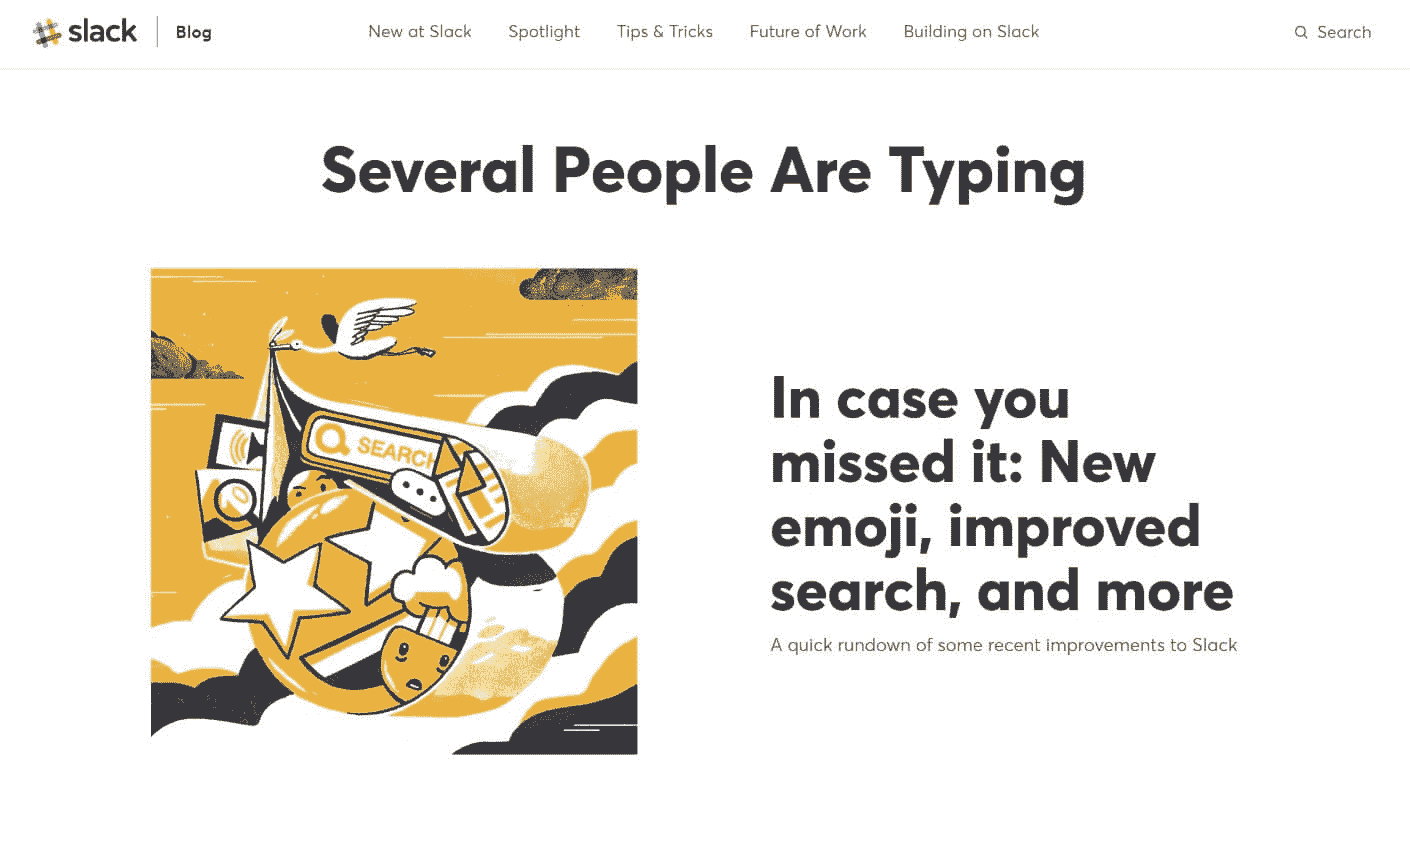 slack
Blog
New at Slack
Spotlight
Tips & Tricks
Future of Work
Building on Slack
Search
Several People Are Typing
SEARCH
In case you
missed it: New
emoji, improved
search, and more
A quick rundown of some recent improvements to Slack